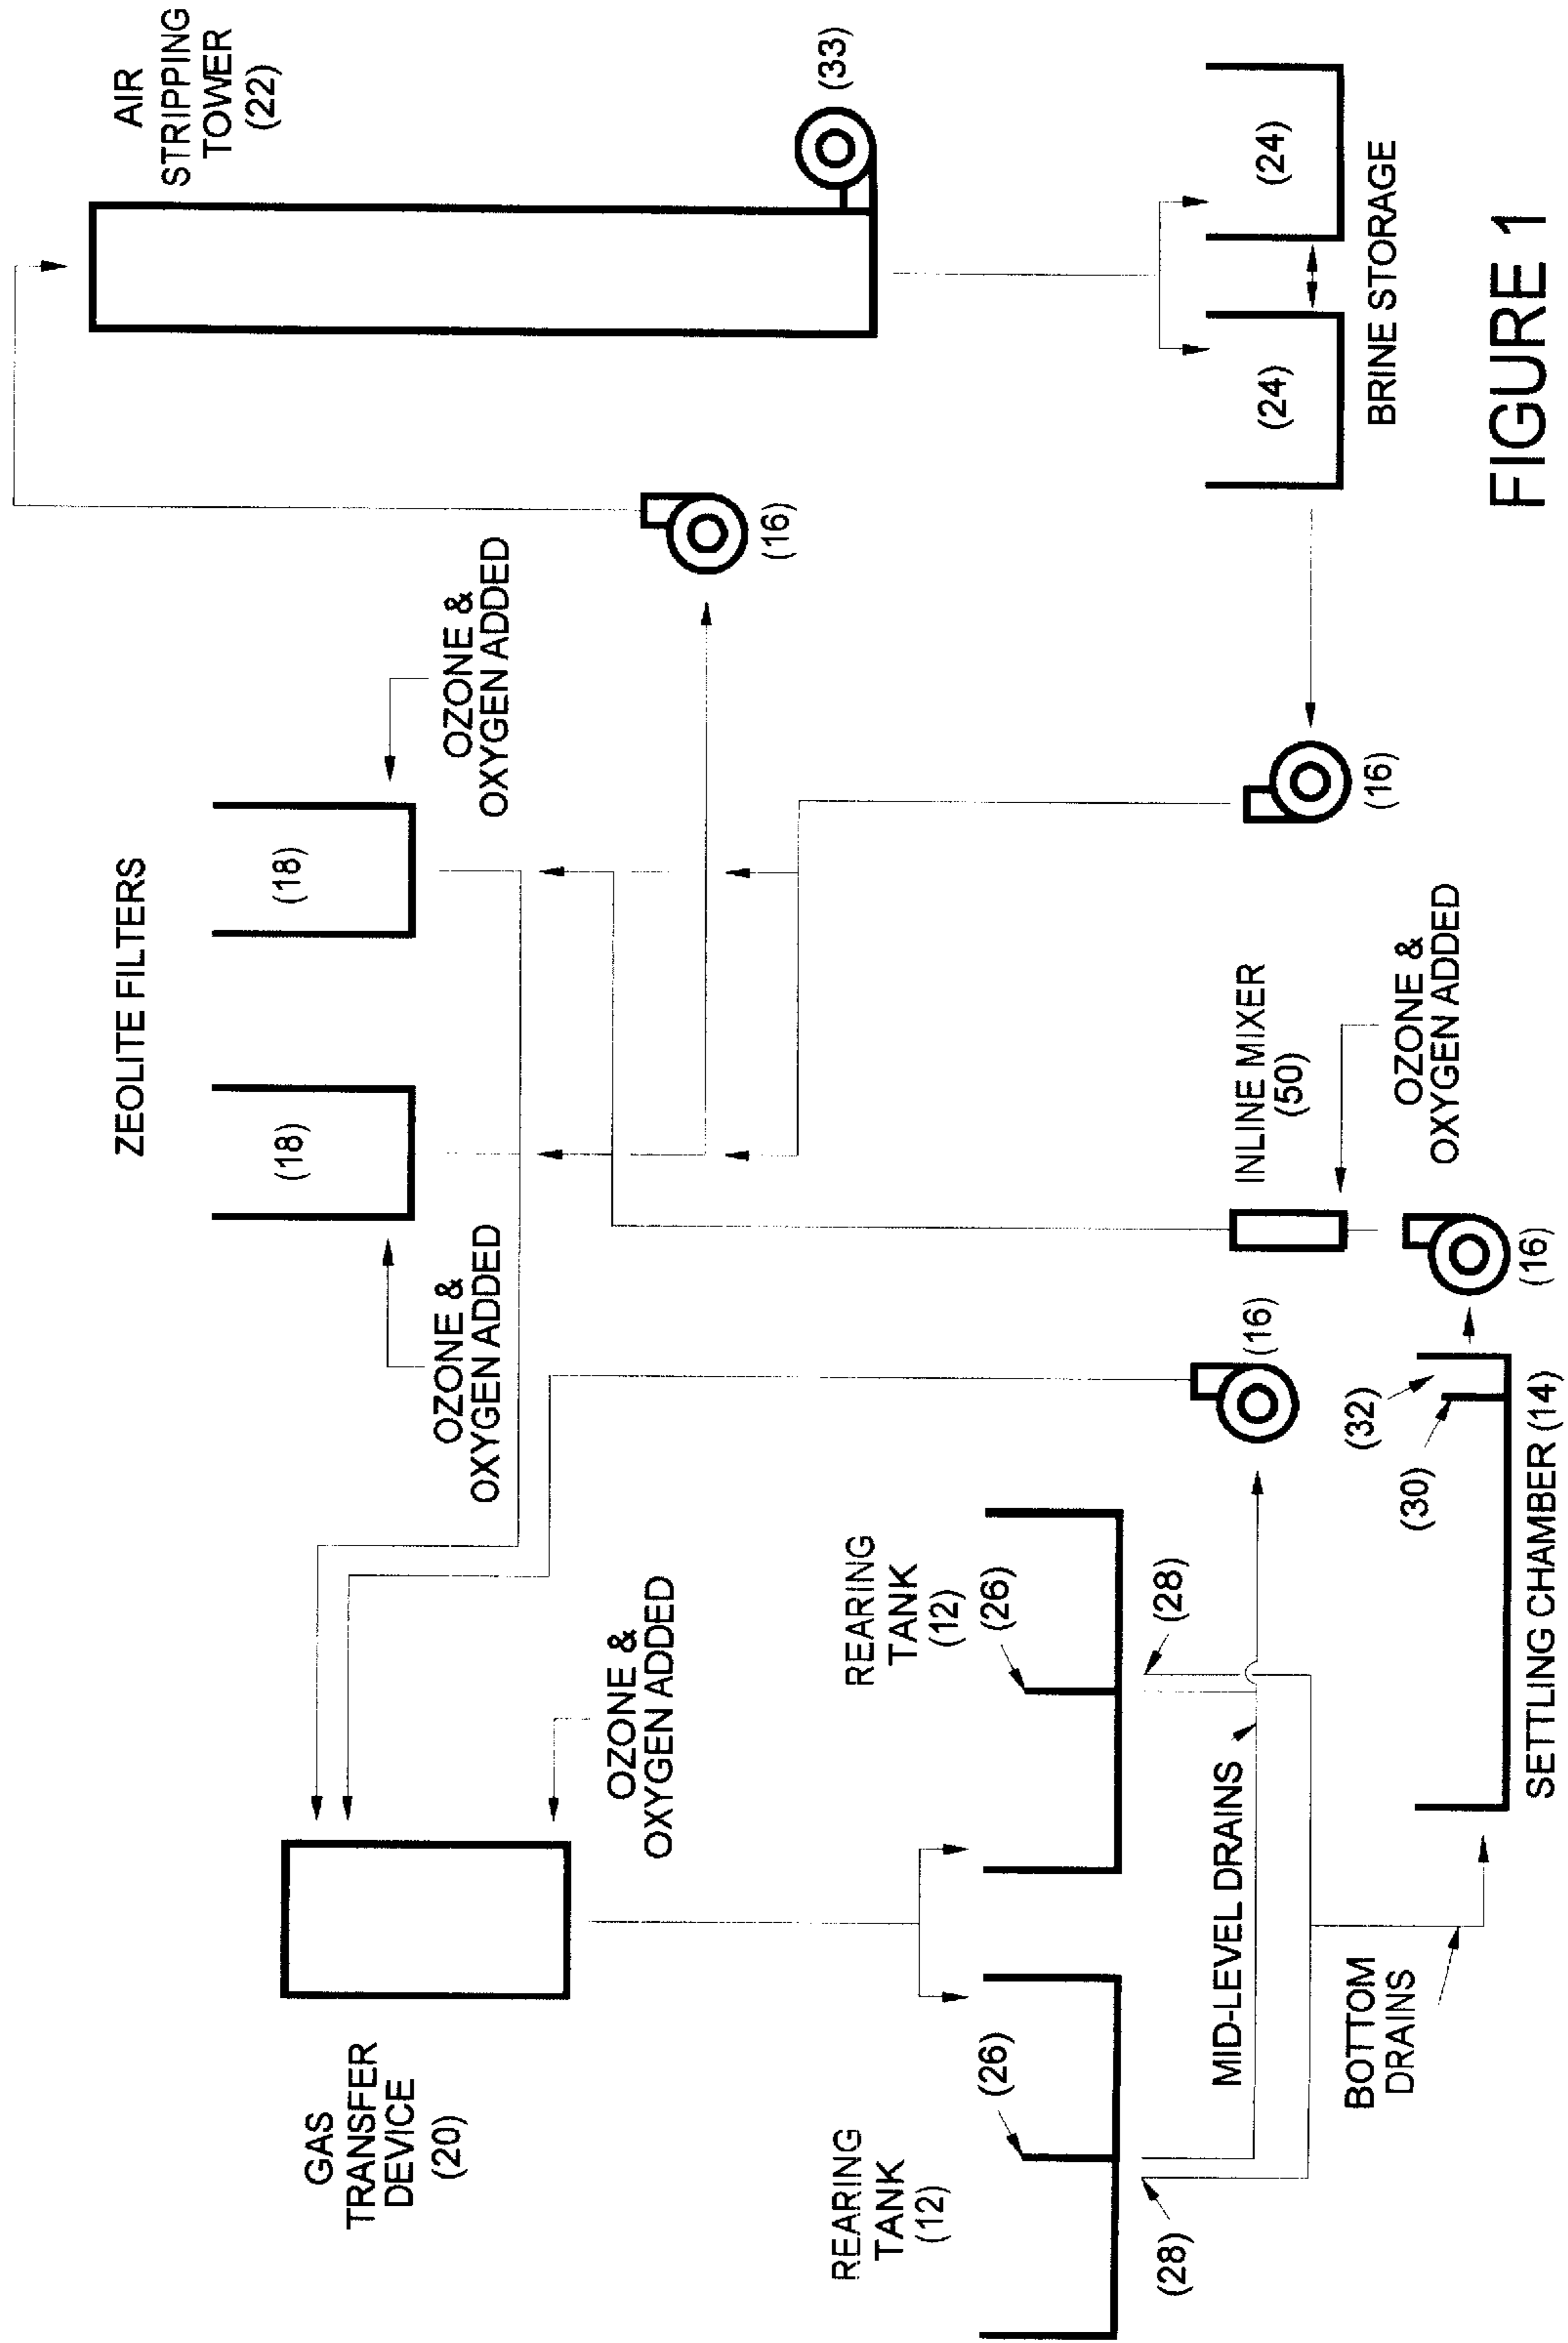 GAS
TRANSFER
DEVICE
(20)
OZONE &
OXYGEN ADDED
OZONE &
OXYGEN ADDED
ZEOLITE FILTERS
(18)
(18)
OZONE &
OXYGEN ADDED
AIR
STRIPPING
TOWER
(22)
(33)
(16)
REARING
TANK
(12)
(26)
REARING
TANK
(12)
(26)
(28)
(28)
MID-LEVEL DRAINS
BOTTOM
DRAINS
(16)
INLINE MIXER
(50)
OZONE &
OXYGEN ADDED
(16)
(32)
(30)
SETTLING CHAMBER (14)
(16)
(24)
(24)
BRINE STORAGE
FIGURE 1